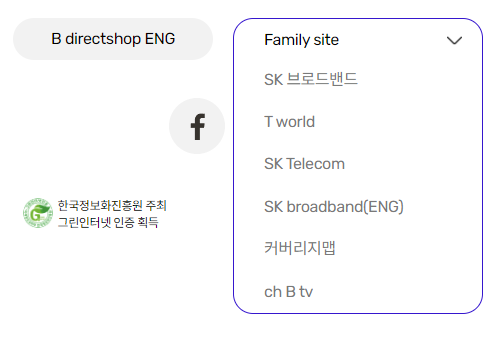 B directshop ENG
Family site
SK 브로드밴드
T world
SK Telecom
SK broadband(ENG)
커버리지맵
ch B tv
한국정보화진흥원 주최
그린인터넷 인증 획득